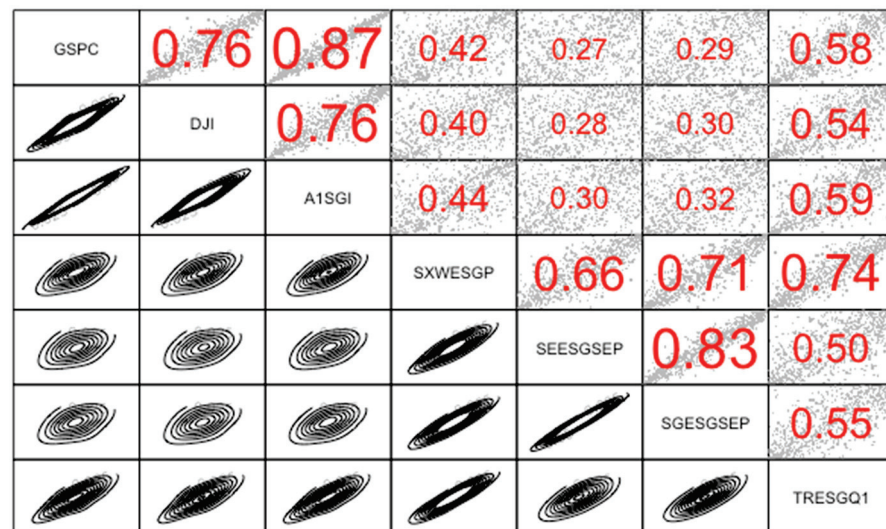 GSPC 0.76 0.87 0.42 0.27 0.29 0.58
DJI 0.76 0.40 0.28 0.30 0.54
A1SGI 0.44 0.30 0.32 0.59
SXWESGP 0.66 0.71 0.74
SEESGSEP 0.83 0.50
SGESGSEP 0.55
TRESGQ1